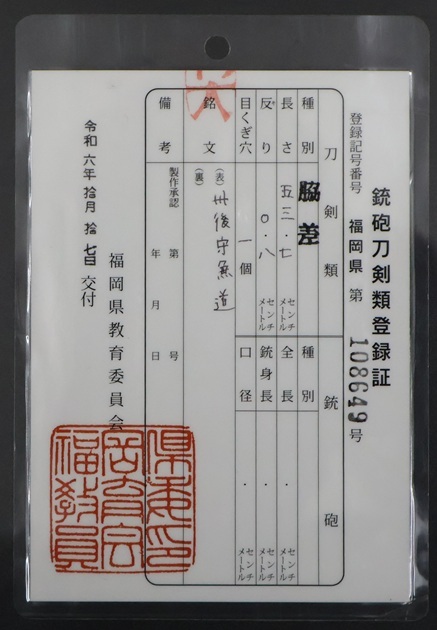 銃砲刀剣類登録証
登録記号番号 福岡県 第 108649 号
刀剣類
種別 脇差
長さ 五三・七 センチメートル
反り 〇・八 センチメートル
目くぎ穴 一個
銘文 (表) 丹後守兼道
(裏)
銃砲
種別
全長 ・ センチメートル
銃身長 ・ センチメートル
口径 ・ センチメートル
備考 製作承認 第 号
年 月 日
福岡県教育委員会
令和六年拾月拾七日交付